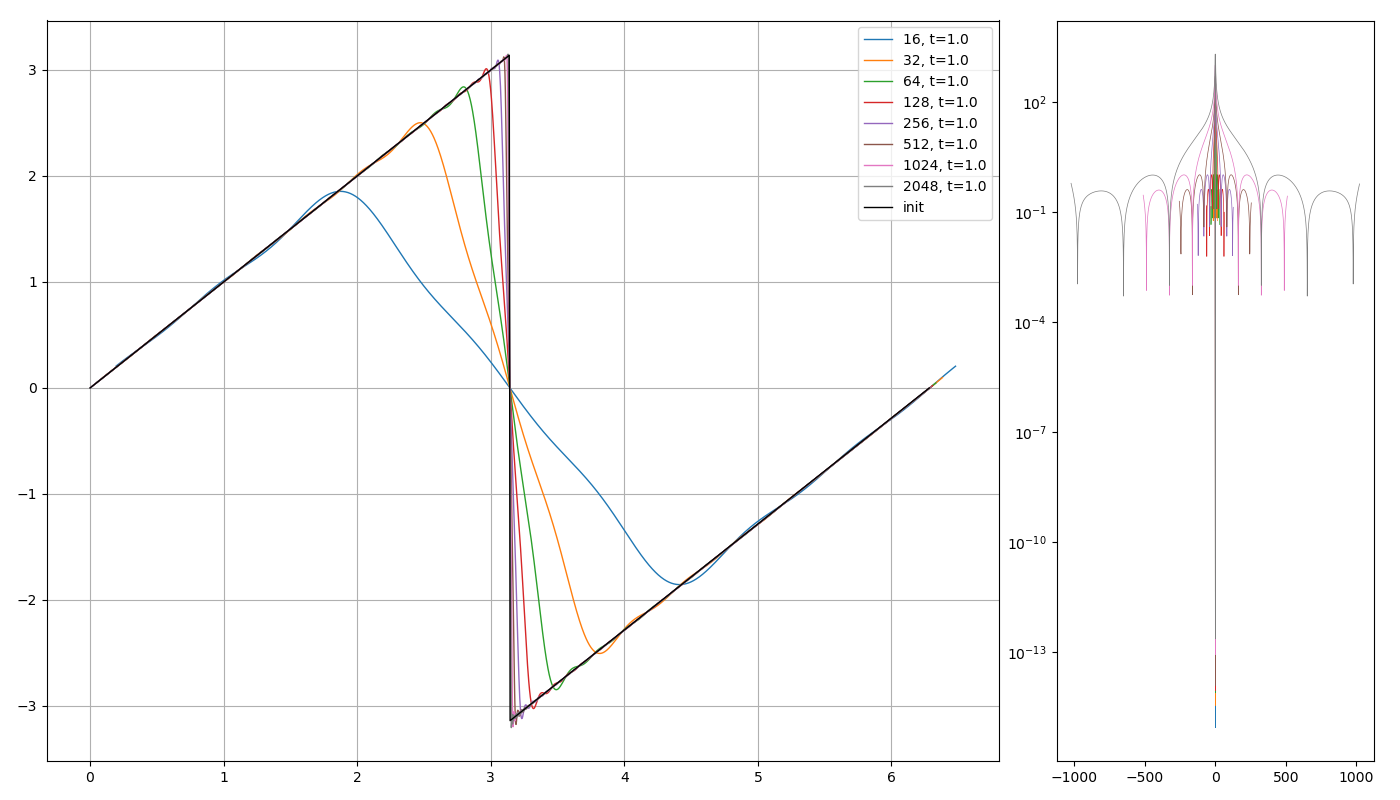 16, t=1.0
32, t=1.0
64, t=1.0
128, t=1.0
256, t=1.0
512, t=1.0
1024, t=1.0
2048, t=1.0
init
3
2
1
0
−1
−2
−3
0 1 2 3 4 5 6
10²
10⁻¹
10⁻⁴
10⁻⁷
10⁻¹⁰
10⁻¹³
−1000 −500 0 500 1000